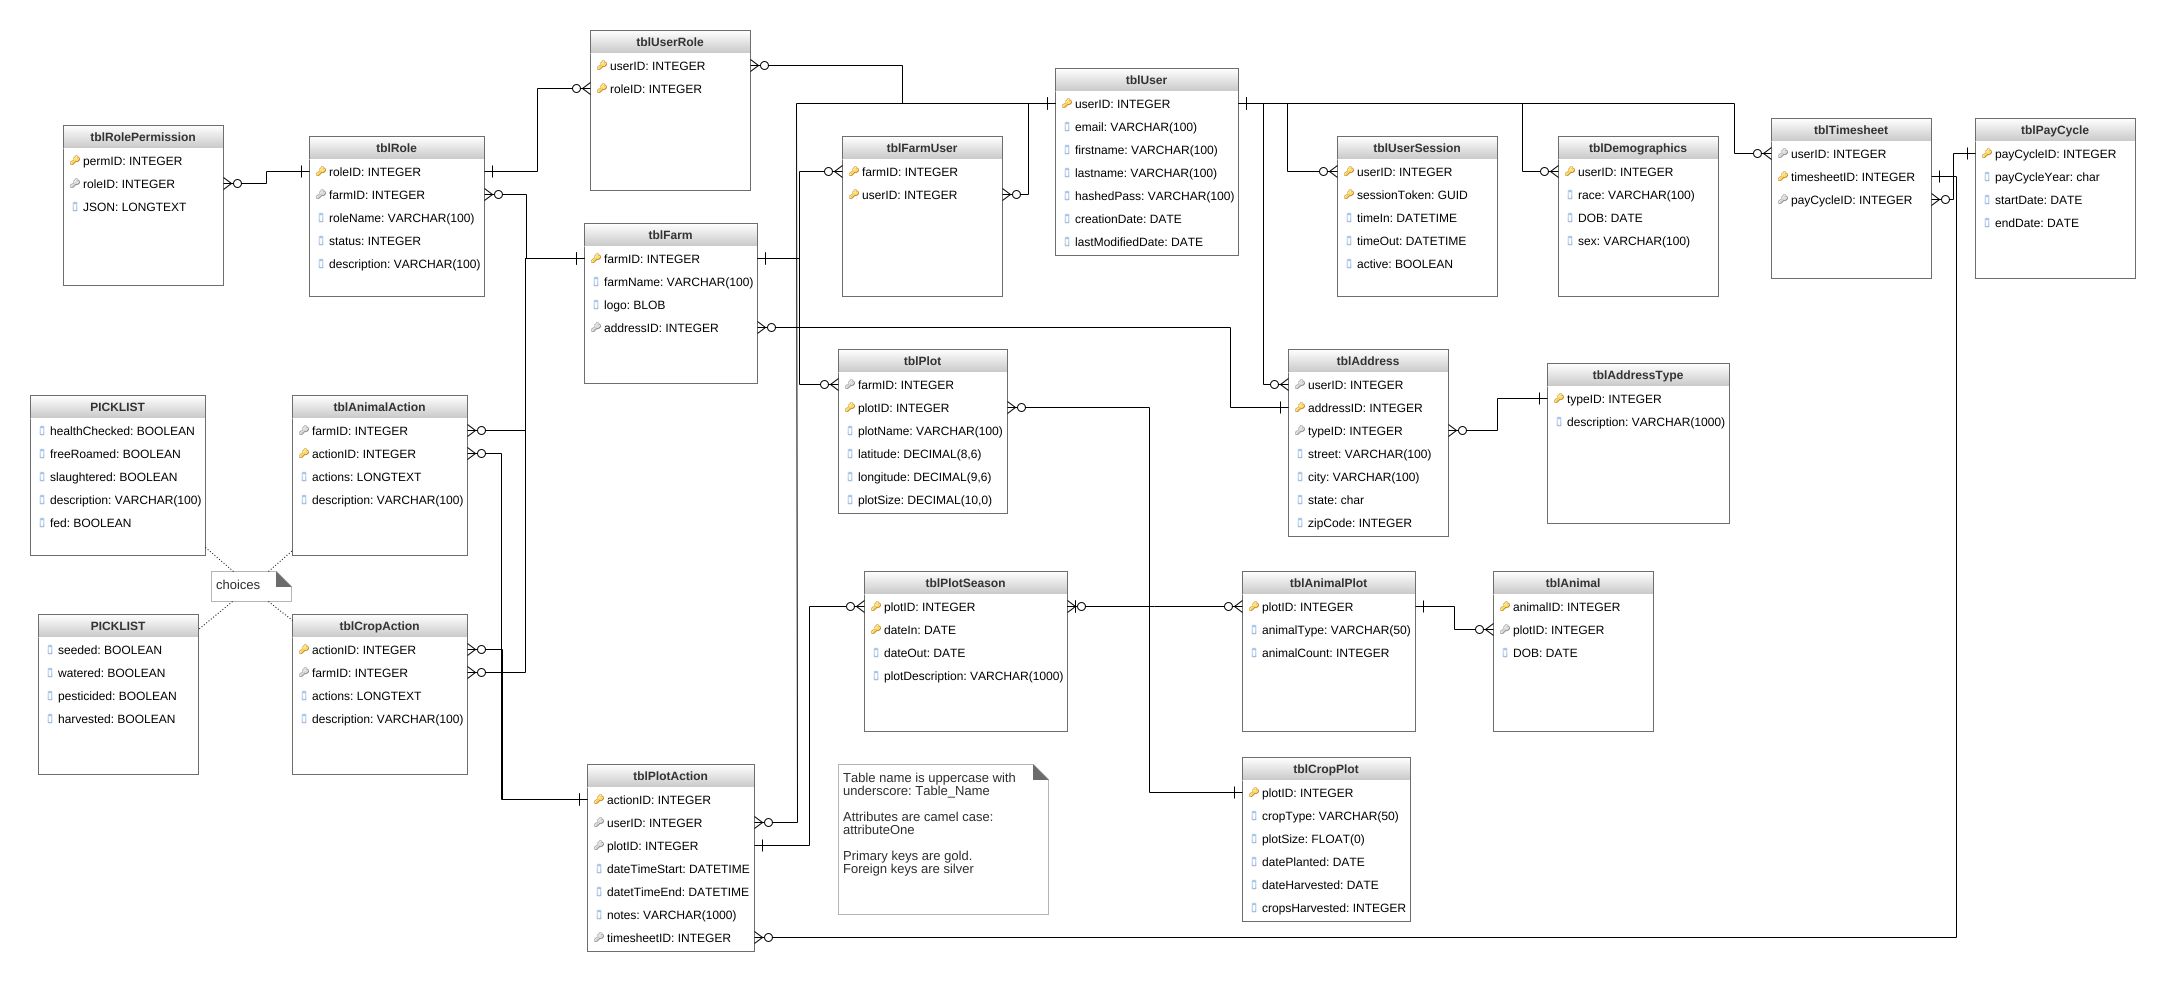 tblUserRole
userID: INTEGER
roleID: INTEGER
tblUser
userID: INTEGER
email: VARCHAR(100)
firstname: VARCHAR(100)
lastname: VARCHAR(100)
hashedPass: VARCHAR(100)
creationDate: DATE
lastModifiedDate: DATE
tblRolePermission
permID: INTEGER
roleID: INTEGER
JSON: LONGTEXT
tblRole
roleID: INTEGER
farmID: INTEGER
roleName: VARCHAR(100)
status: INTEGER
description: VARCHAR(100)
tblFarmUser
farmID: INTEGER
userID: INTEGER
tblUserSession
userID: INTEGER
sessionToken: GUID
timeIn: DATETIME
timeOut: DATETIME
active: BOOLEAN
tblDemographics
userID: INTEGER
race: VARCHAR(100)
DOB: DATE
sex: VARCHAR(100)
tblTimesheet
userID: INTEGER
timesheetID: INTEGER
payCycleID: INTEGER
tblPayCycle
payCycleID: INTEGER
payCycleYear: char
startDate: DATE
endDate: DATE
tblFarm
farmID: INTEGER
farmName: VARCHAR(100)
logo: BLOB
addressID: INTEGER
tblPlot
farmID: INTEGER
plotID: INTEGER
plotName: VARCHAR(100)
latitude: DECIMAL(8,6)
longitude: DECIMAL(9,6)
plotSize: DECIMAL(10,0)
tblAddress
userID: INTEGER
addressID: INTEGER
typeID: INTEGER
street: VARCHAR(100)
city: VARCHAR(100)
state: char
zipCode: INTEGER
tblAddressType
typeID: INTEGER
description: VARCHAR(1000)
PICKLIST
healthChecked: BOOLEAN
freeRoamed: BOOLEAN
slaughtered: BOOLEAN
description: VARCHAR(100)
fed: BOOLEAN
tblAnimalAction
farmID: INTEGER
actionID: INTEGER
actions: LONGTEXT
description: VARCHAR(100)
choices
PICKLIST
seeded: BOOLEAN
watered: BOOLEAN
pesticided: BOOLEAN
harvested: BOOLEAN
tblCropAction
actionID: INTEGER
farmID: INTEGER
actions: LONGTEXT
description: VARCHAR(100)
tblPlotSeason
plotID: INTEGER
dateIn: DATE
dateOut: DATE
plotDescription: VARCHAR(1000)
tblAnimalPlot
plotID: INTEGER
animalType: VARCHAR(50)
animalCount: INTEGER
tblAnimal
animalID: INTEGER
plotID: INTEGER
DOB: DATE
tblPlotAction
actionID: INTEGER
userID: INTEGER
plotID: INTEGER
dateTimeStart: DATETIME
datetTimeEnd: DATETIME
notes: VARCHAR(1000)
timesheetID: INTEGER
Table name is uppercase with
underscore: Table_Name
Attributes are camel case:
attributeOne
Primary keys are gold.
Foreign keys are silver
tblCropPlot
plotID: INTEGER
cropType: VARCHAR(50)
plotSize: FLOAT(0)
datePlanted: DATE
dateHarvested: DATE
cropsHarvested: INTEGER